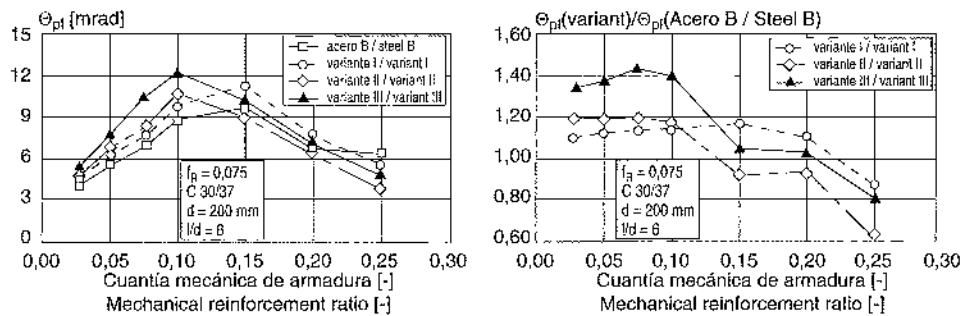 Θpl [mrad]
15
12
9
6
3
0
acero B / steel B
variante I / variant I
variante II / variant II
variante III / variant III
fR = 0,075
C 30/37
d = 200 mm
l/d = 6
0,00 0,05 0,10 0,15 0,20 0,25
Cuantía mecánica de armadura [-]
Mechanical reinforcement ratio [-]
Θpl(variant)/Θpl(Acero B / Steel B)
1,60
1,40
1,20
1,00
0,80
0,60
variante I / variant I
variante II / variant II
variante III / variant III
fR = 0,075
C 30/37
d = 200 mm
l/d = 6
0,00 0,05 0,10 0,15 0,20 0,25 0,30
Cuantía mecánica de armadura [-]
Mechanical reinforcement ratio [-]